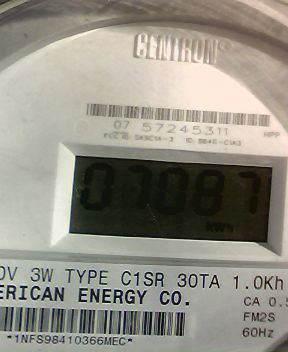 CENTRON®
07 57245311
07087
kWh
0V 3W TYPE C1SR 30TA 1.0Kh
ERICAN ENERGY CO.
CA 0.5
FM2S
60Hz
*1NFS98410366MEC*